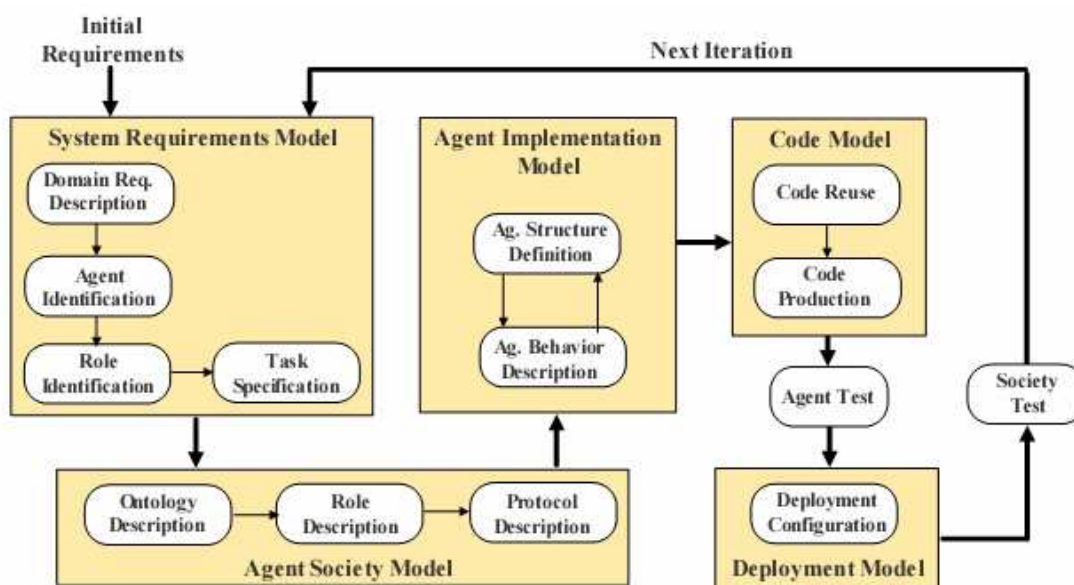 Initial
Requirements
Next Iteration
System Requirements Model
Domain Req.
Description
Agent
Identification
Role
Identification
Task
Specification
Agent Implementation
Model
Ag. Structure
Definition
Ag. Behavior
Description
Code Model
Code Reuse
Code
Production
Agent Test
Society
Test
Ontology
Description
Role
Description
Protocol
Description
Agent Society Model
Deployment
Configuration
Deployment Model